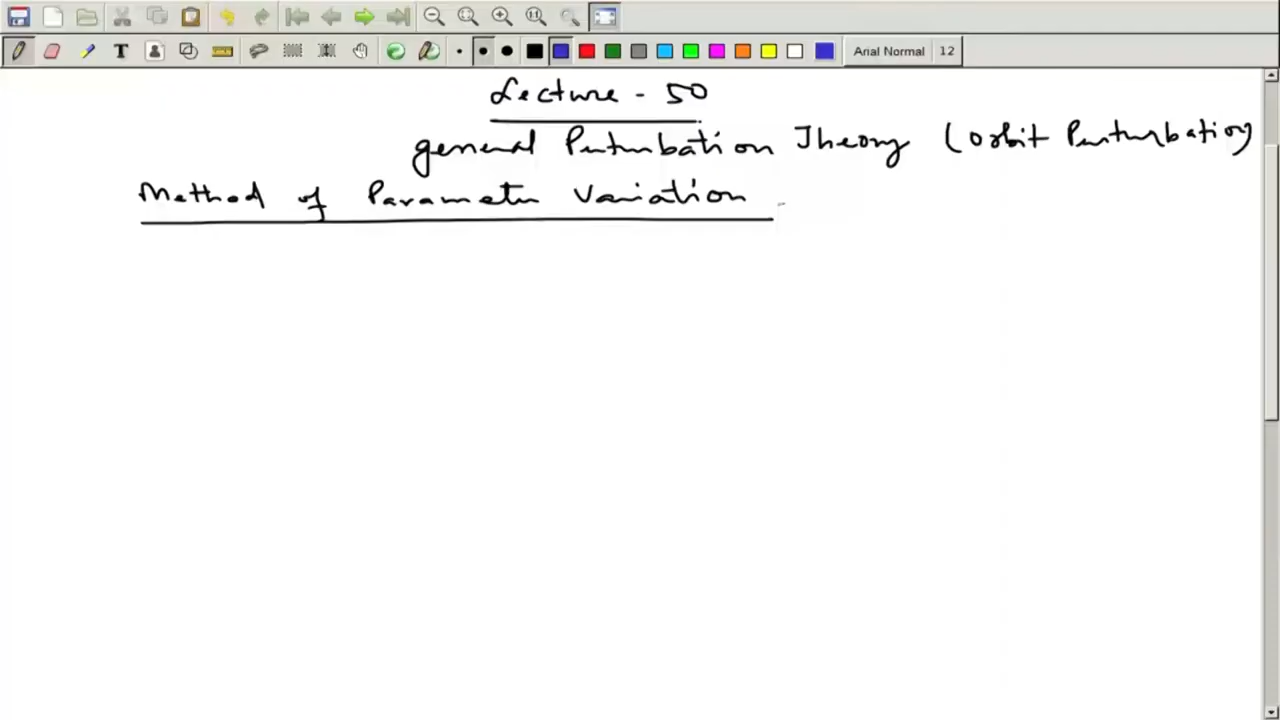 Arial Normal 12
Lecture - 50
general Perturbation Theory (Orbit Perturbation)
Method of Parameter Variation